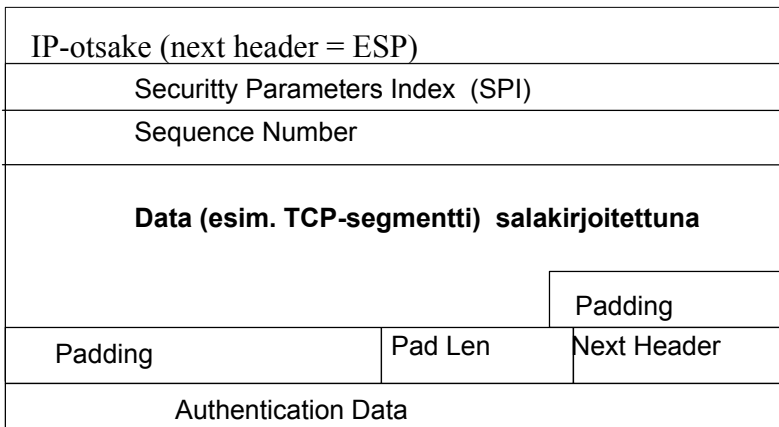 IP-otsake (next header = ESP)
Securitty Parameters Index (SPI)
Sequence Number
Data (esim. TCP-segmentti) salakirjoitettuna
Padding
Padding
Pad Len
Next Header
Authentication Data